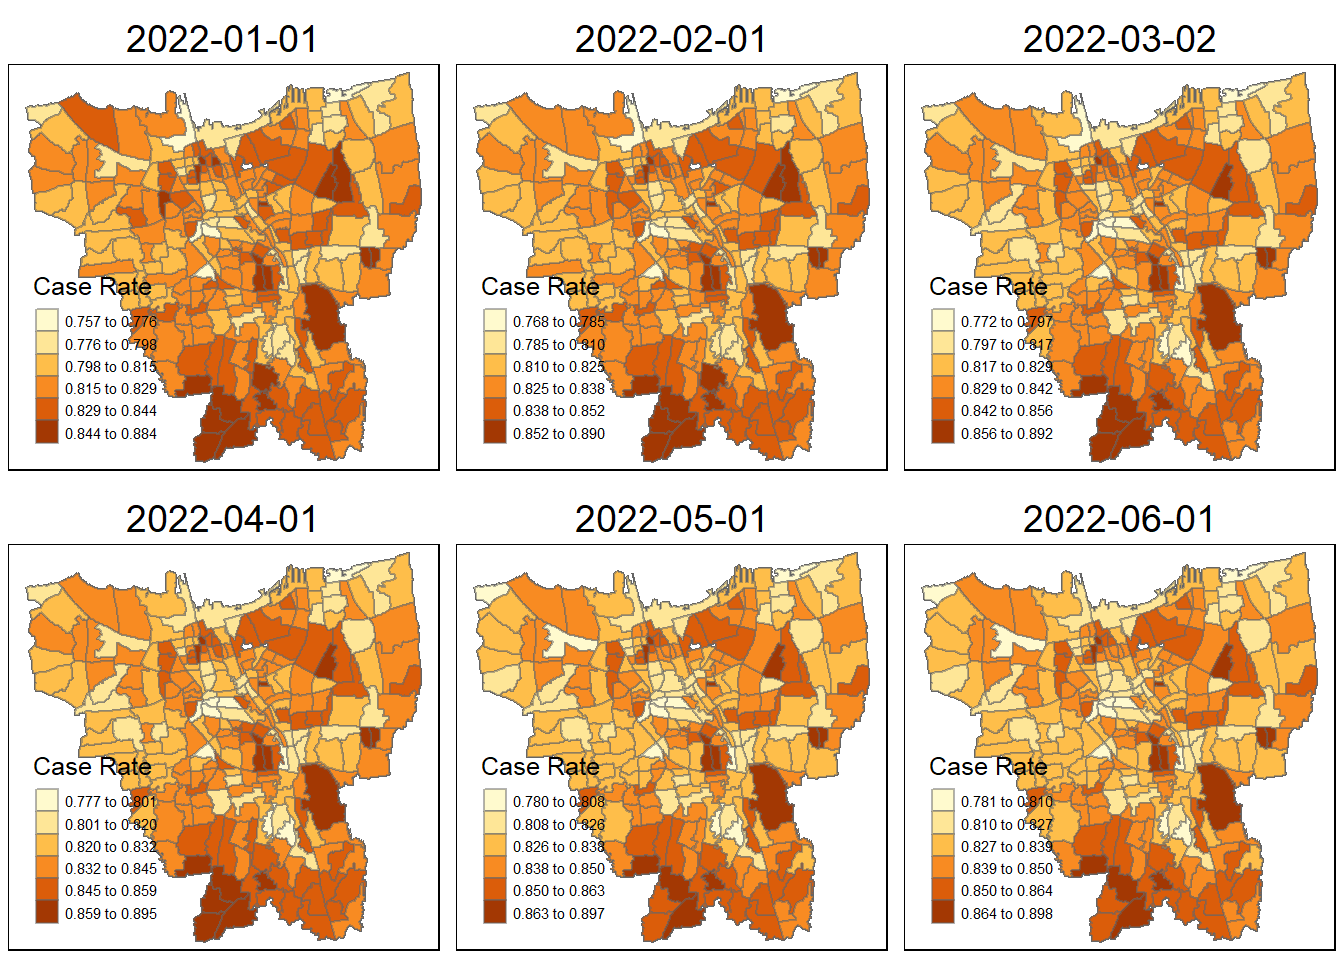 2022-01-01
Case Rate
0.757 to 0.776
0.776 to 0.798
0.798 to 0.815
0.815 to 0.829
0.829 to 0.844
0.844 to 0.884
2022-02-01
Case Rate
0.768 to 0.785
0.785 to 0.810
0.810 to 0.825
0.825 to 0.838
0.838 to 0.852
0.852 to 0.890
2022-03-02
Case Rate
0.772 to 0.797
0.797 to 0.817
0.817 to 0.829
0.829 to 0.842
0.842 to 0.856
0.856 to 0.892
2022-04-01
Case Rate
0.777 to 0.801
0.801 to 0.820
0.820 to 0.832
0.832 to 0.845
0.845 to 0.859
0.859 to 0.895
2022-05-01
Case Rate
0.780 to 0.808
0.808 to 0.826
0.826 to 0.838
0.838 to 0.850
0.850 to 0.863
0.863 to 0.897
2022-06-01
Case Rate
0.781 to 0.810
0.810 to 0.827
0.827 to 0.839
0.839 to 0.850
0.850 to 0.864
0.864 to 0.898